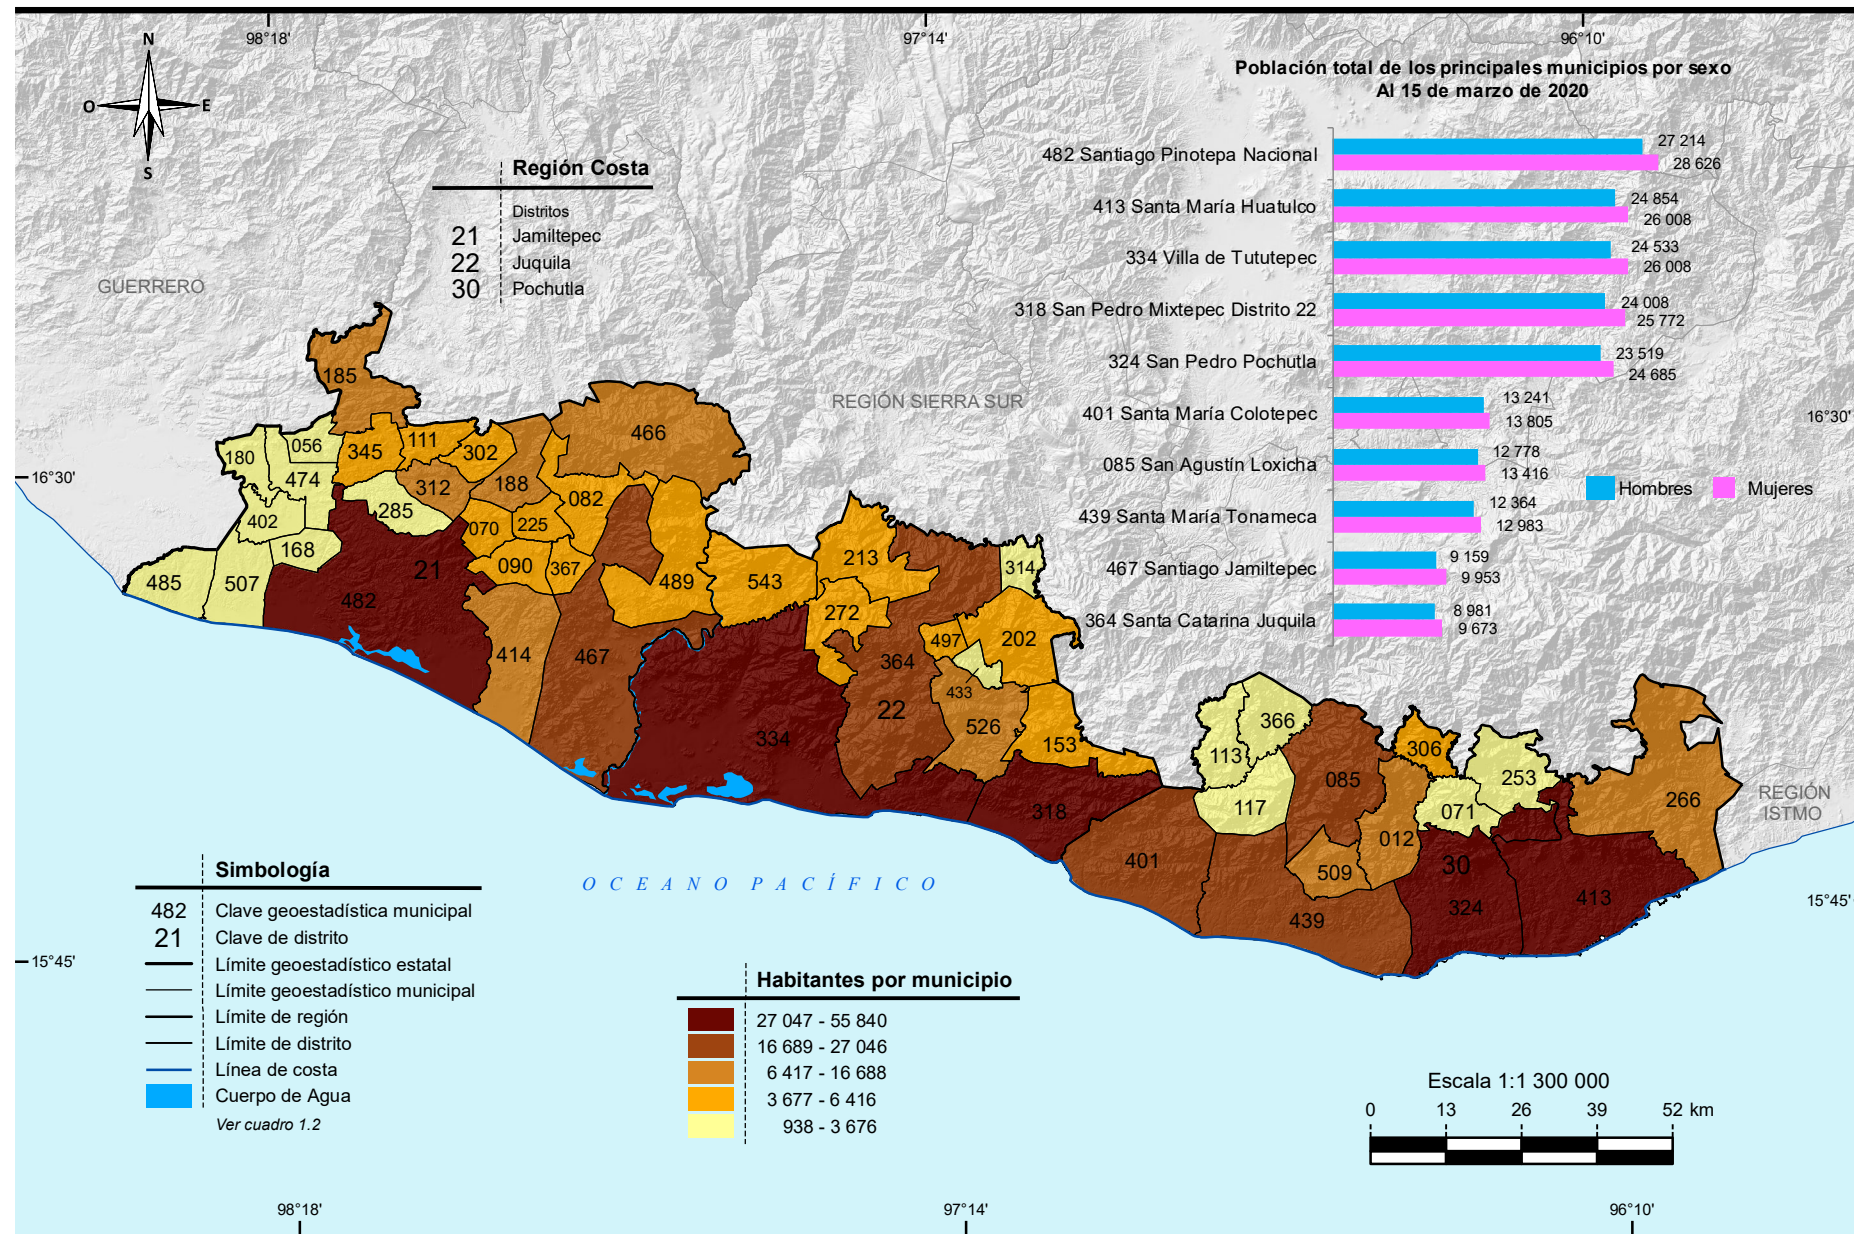 98°18'
97°14'
96°10'
N
O
E
S
Población total de los principales municipios por sexo
Al 15 de marzo de 2020
482 Santiago Pinotepa Nacional
27 214
28 626
413 Santa María Huatulco
24 854
26 008
334 Villa de Tututepec
24 533
26 008
318 San Pedro Mixtepec Distrito 22
24 008
25 772
324 San Pedro Pochutla
23 519
24 685
401 Santa María Colotepec
13 241
13 805
085 San Agustín Loxicha
12 778
13 416
439 Santa María Tonameca
12 364
12 983
467 Santiago Jamiltepec
9 159
9 953
364 Santa Catarina Juquila
8 981
9 673
Hombres
Mujeres
Región Costa
Distritos
21 Jamiltepec
22 Juquila
30 Pochutla
GUERRERO
REGIÓN SIERRA SUR
REGIÓN
ISTMO
16°30'
16°30'
15°45'
15°45'
185
466
056
111
180
345
302
474
312
188
082
402
285
070
225
168
090
367
485
507
21
482
489
543
213
314
272
202
497
414
467
364
433
22
526
334
153
318
366
113
306
085
253
117
071
266
012
401
509
30
439
324
413
OCEANO PACÍFICO
Simbología
482 Clave geoestadística municipal
21 Clave de distrito
Límite geoestadístico estatal
Límite geoestadístico municipal
Límite de región
Límite de distrito
Línea de costa
Cuerpo de Agua
Ver cuadro 1.2
Habitantes por municipio
27 047 - 55 840
16 689 - 27 046
6 417 - 16 688
3 677 - 6 416
938 - 3 676
Escala 1:1 300 000
0 13 26 39 52 km
98°18'
97°14'
96°10'